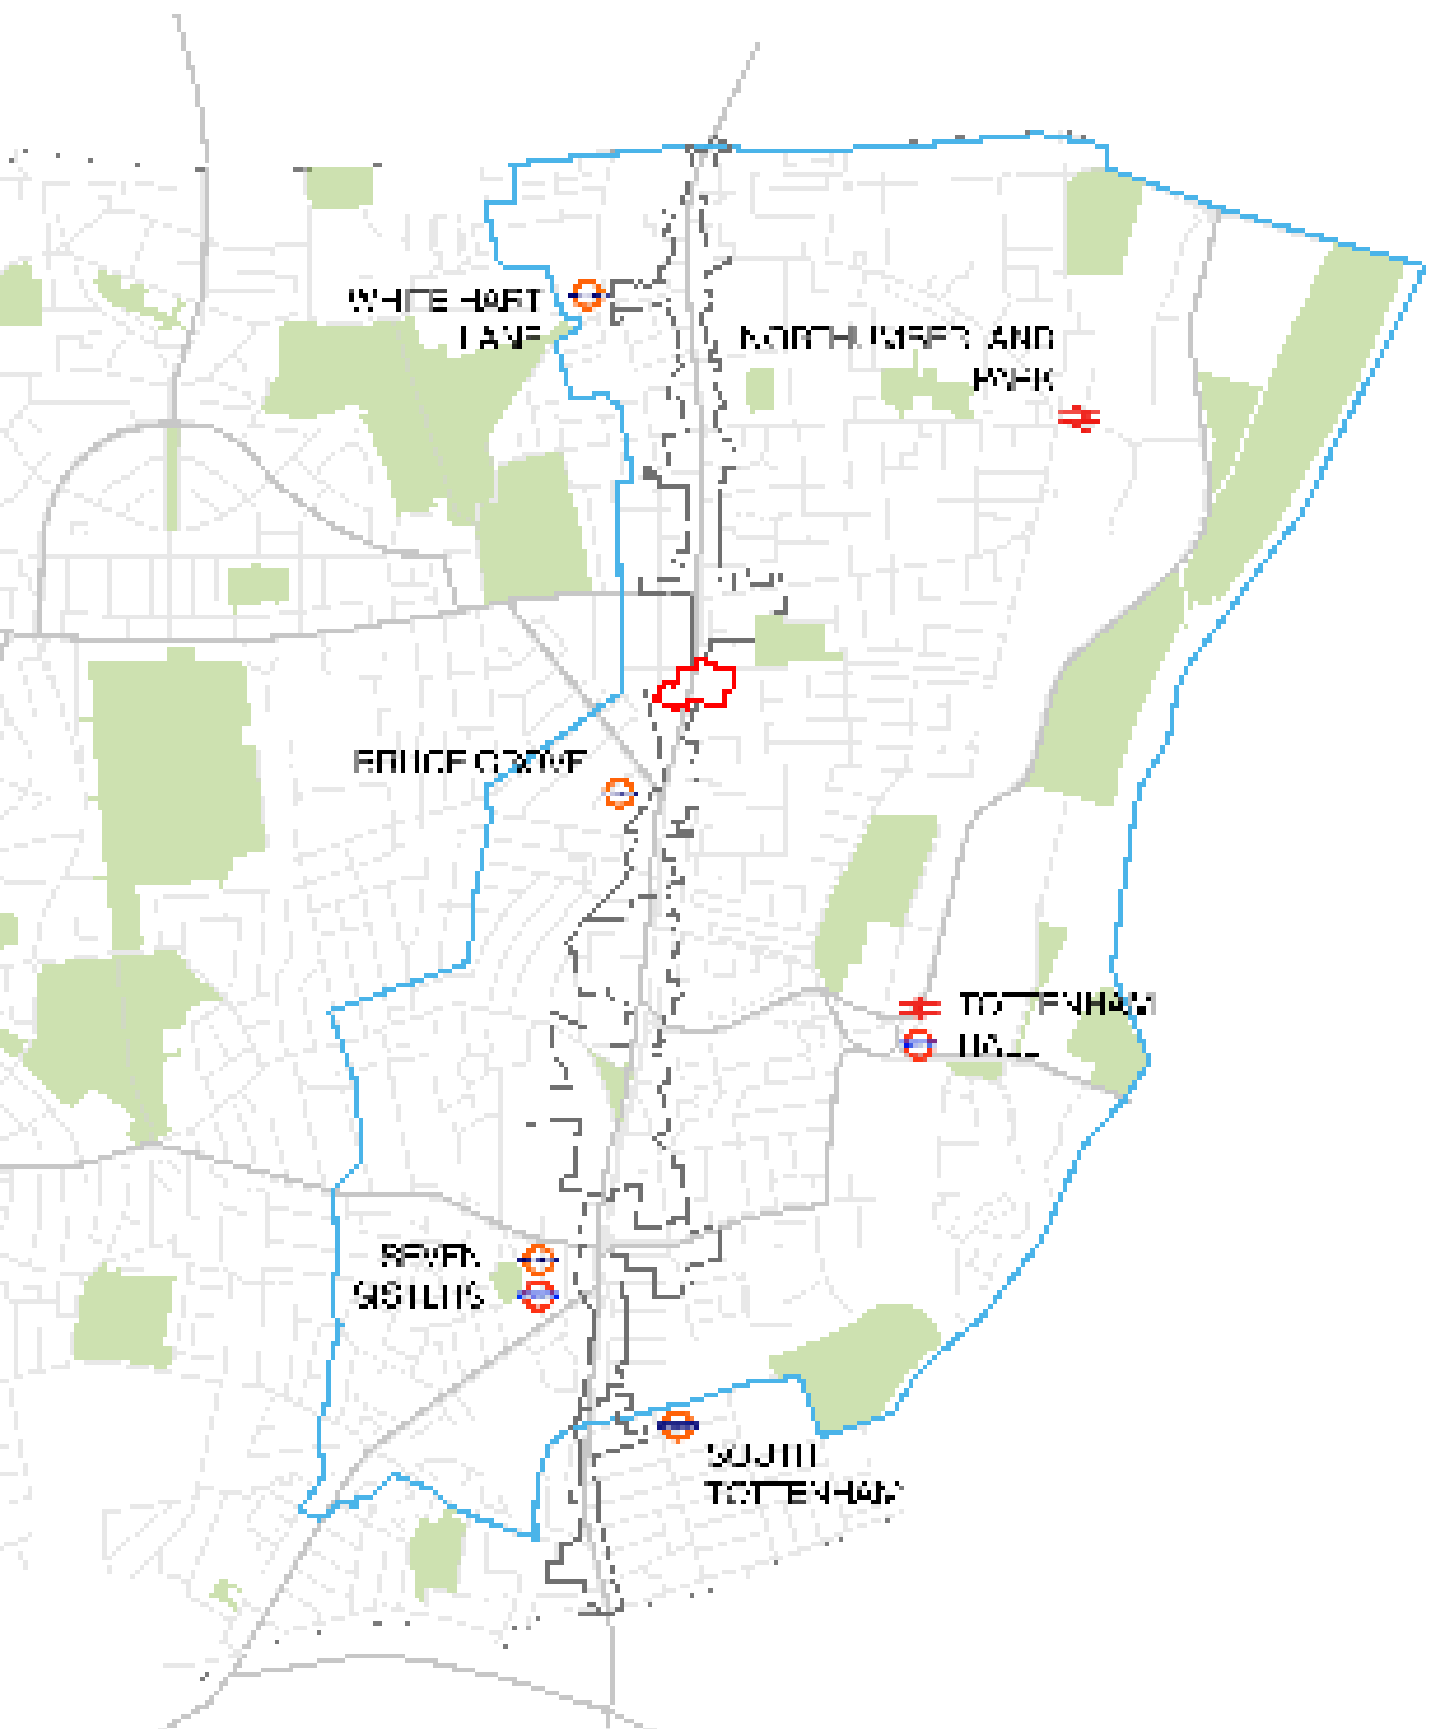 WHITE HART
LANE
NORTHUMBERLAND
PARK
BRUCE GROVE
TOTTENHAM
HALE
SEVEN
SISTERS
SOUTH
TOTTENHAM